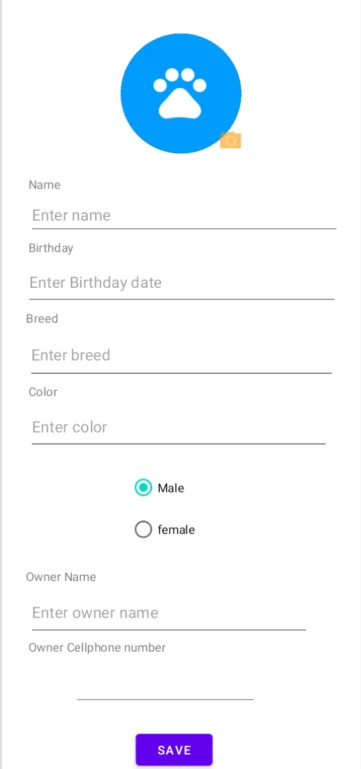 Name
Enter name
Birthday
Enter Birthday date
Breed
Enter breed
Color
Enter color
Male
female
Owner Name
Enter owner name
Owner Cellphone number
SAVE